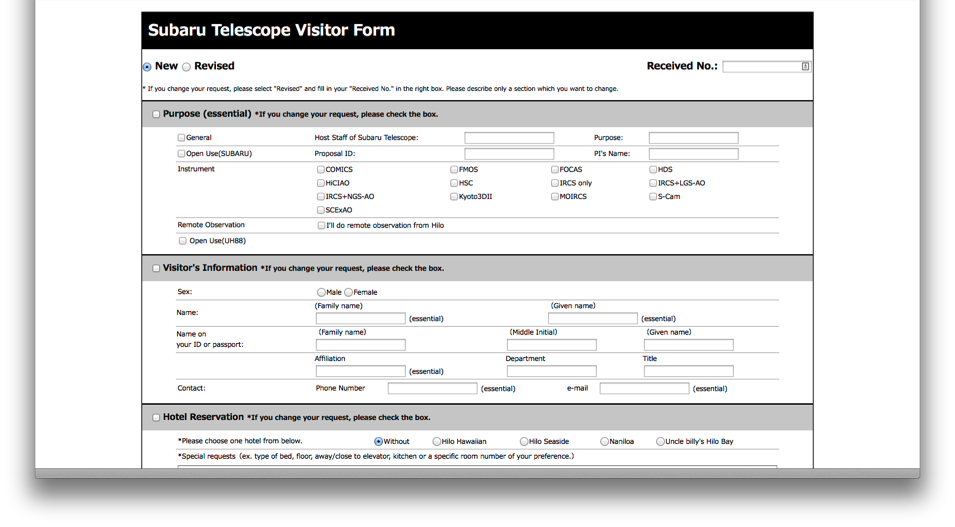 Subaru Telescope Visitor Form
New Revised Received No.:
* If you change your request, please select "Revised" and fill in your "Received No." in the right box. Please describe only a section which you want to change.
Purpose (essential) *If you change your request, please check the box.
General Host Staff of Subaru Telescope: Purpose:
Open Use(SUBARU) Proposal ID: PI's Name:
Instrument COMICS FMOS FOCAS HDS
HiCIAO HSC IRCS only IRCS+LGS-AO
IRCS+NGS-AO Kyoto3DII MOIRCS S-Cam
SCExAO
Remote Observation I'll do remote observation from Hilo
Open Use(UH88)
Visitor's Information *If you change your request, please check the box.
Sex: Male Female
(Family name) (Given name)
Name: (essential) (essential)
Name on (Family name) (Middle Initial) (Given name)
your ID or passport:
Affiliation Department Title
(essential)
Contact: Phone Number (essential) e-mail (essential)
Hotel Reservation *If you change your request, please check the box.
*Please choose one hotel from below. Without Hilo Hawaiian Hilo Seaside Naniloa Uncle billy's Hilo Bay
*Special requests (ex. type of bed, floor, away/close to elevator, kitchen or a specific room number of your preference.)